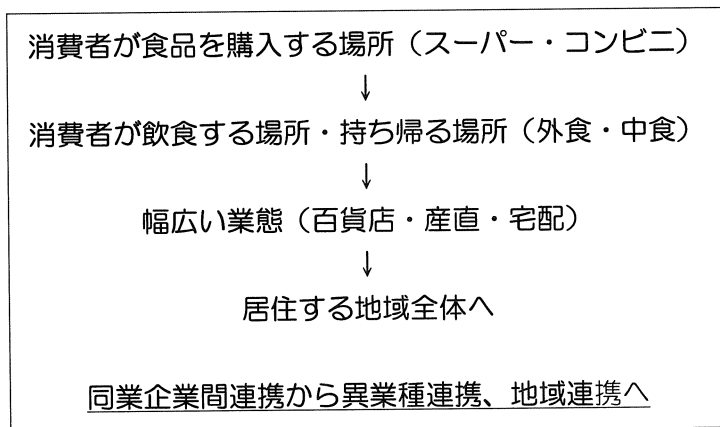 消費者が食品を購入する場所（スーパー・コンビニ）
↓
消費者が飲食する場所・持ち帰る場所（外食・中食）
↓
幅広い業態（百貨店・産直・宅配）
↓
居住する地域全体へ
同業企業間連携から異業種連携、地域連携へ